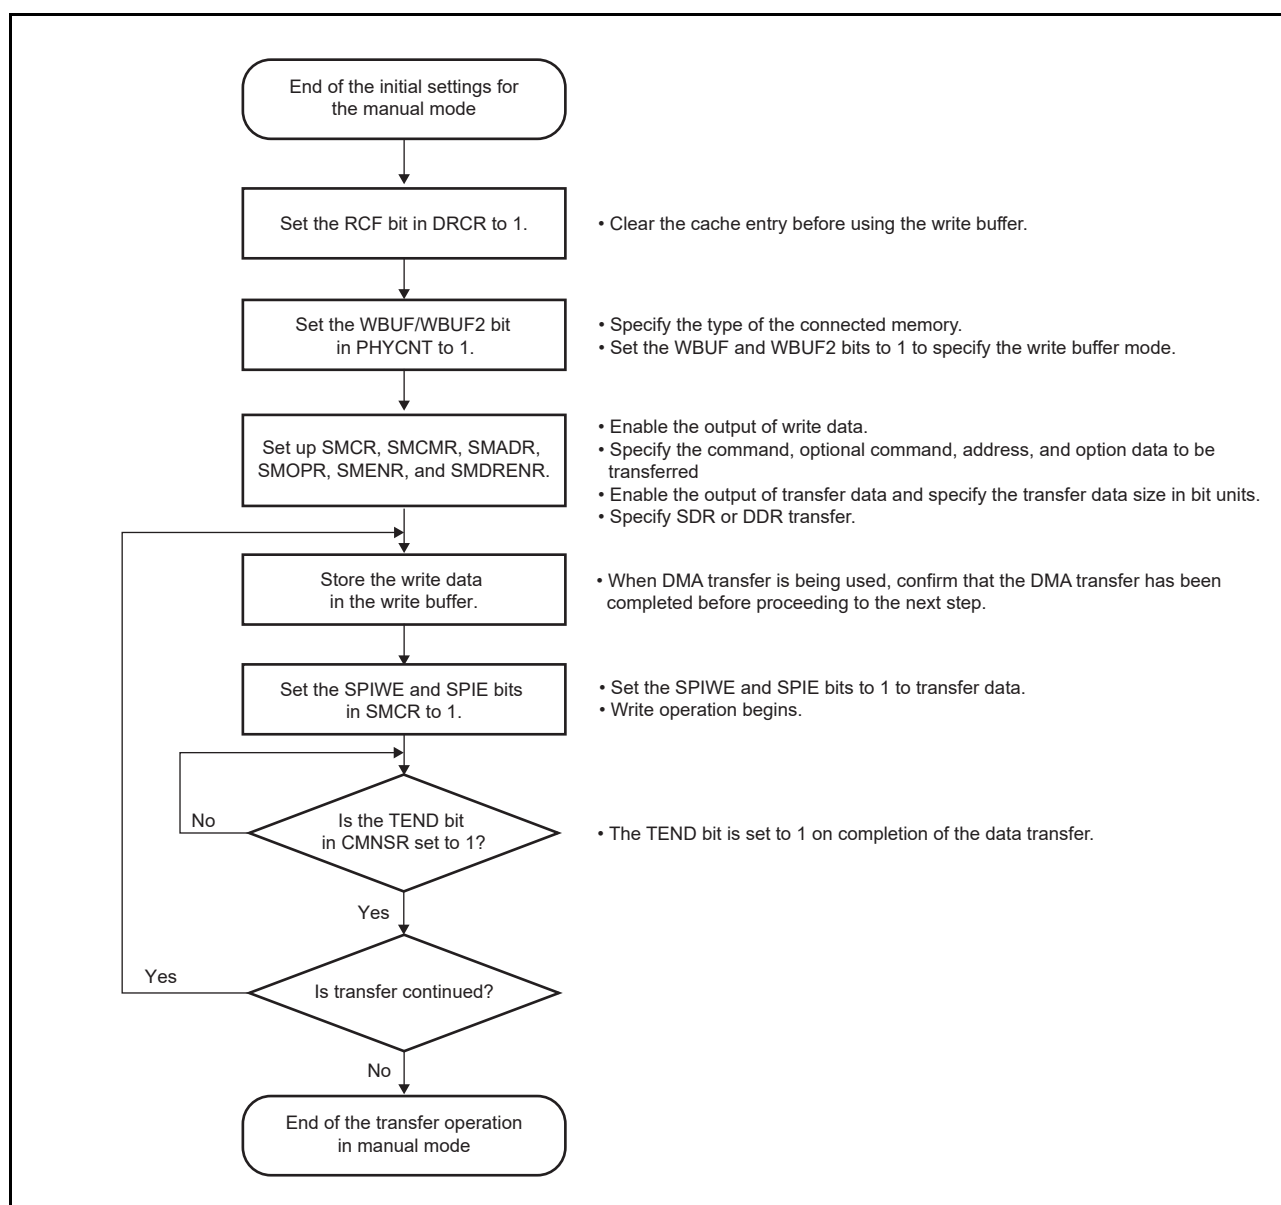 End of the initial settings for
the manual mode
Set the RCF bit in DRCR to 1.
• Clear the cache entry before using the write buffer.
Set the WBUF/WBUF2 bit
in PHYCNT to 1.
• Specify the type of the connected memory.
• Set the WBUF and WBUF2 bits to 1 to specify the write buffer mode.
Set up SMCR, SMCMR, SMADR,
SMOPR, SMENR, and SMDRENR.
• Enable the output of write data.
• Specify the command, optional command, address, and option data to be
transferred
• Enable the output of transfer data and specify the transfer data size in bit units.
• Specify SDR or DDR transfer.
Store the write data
in the write buffer.
• When DMA transfer is being used, confirm that the DMA transfer has been
completed before proceeding to the next step.
Set the SPIWE and SPIE bits
in SMCR to 1.
• Set the SPIWE and SPIE bits to 1 to transfer data.
• Write operation begins.
No
Is the TEND bit
in CMNSR set to 1?
• The TEND bit is set to 1 on completion of the data transfer.
Yes
Yes
Is transfer continued?
No
End of the transfer operation
in manual mode